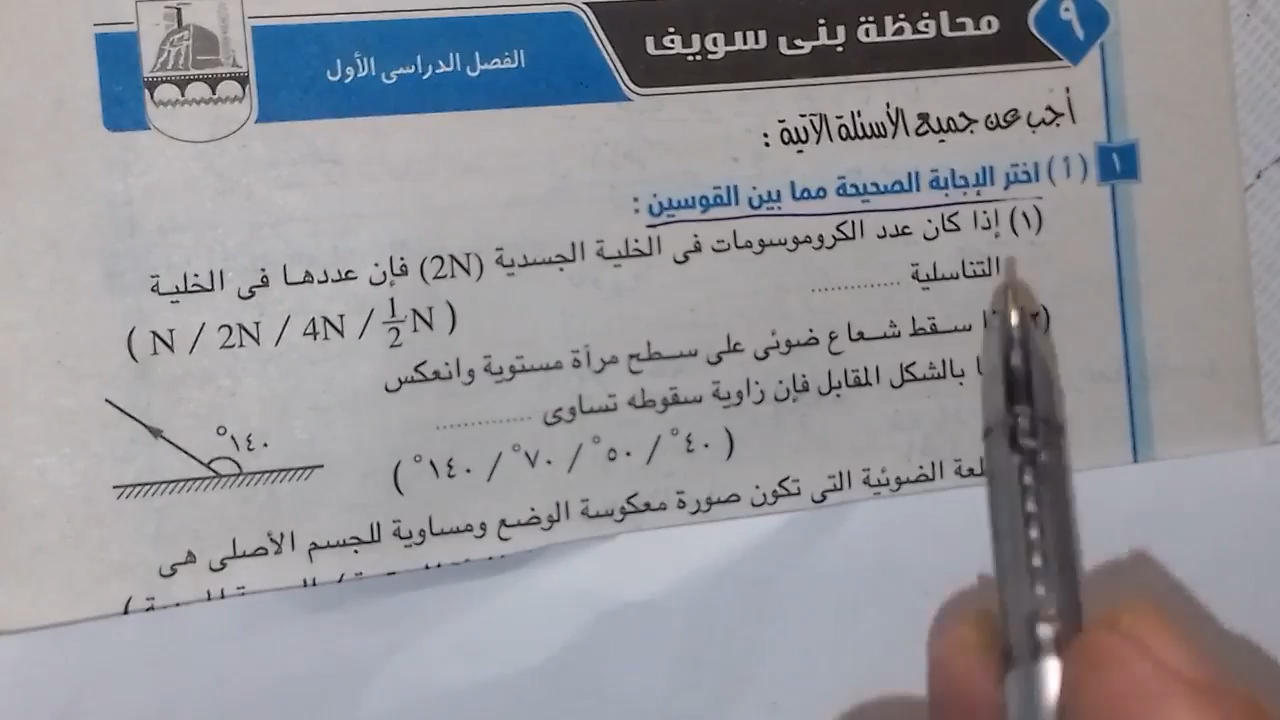 ٩
محافظة بنى سويف
الفصل الدراسى الأول
أجب عن جميع الأسئلة الآتية :
١ (أ) اختر الإجابة الصحيحة مما بين القوسين :
(١) إذا كان عدد الكروموسومات فى الخلية الجسدية (2N) فإن عددها فى الخلية
التناسلية ............
( N / 2N / 4N / ½N )
سقط شعاع ضوئى على سطح مرآة مستوية وانعكس
بالشكل المقابل فإن زاوية سقوطه تساوى ............
( ٤٠° / ٥٠° / ٧٠° / ١٤٠° )
١٤٠°
الضوئية التى تكون صورة معكوسة الوضع ومساوية للجسم الأصلى هى